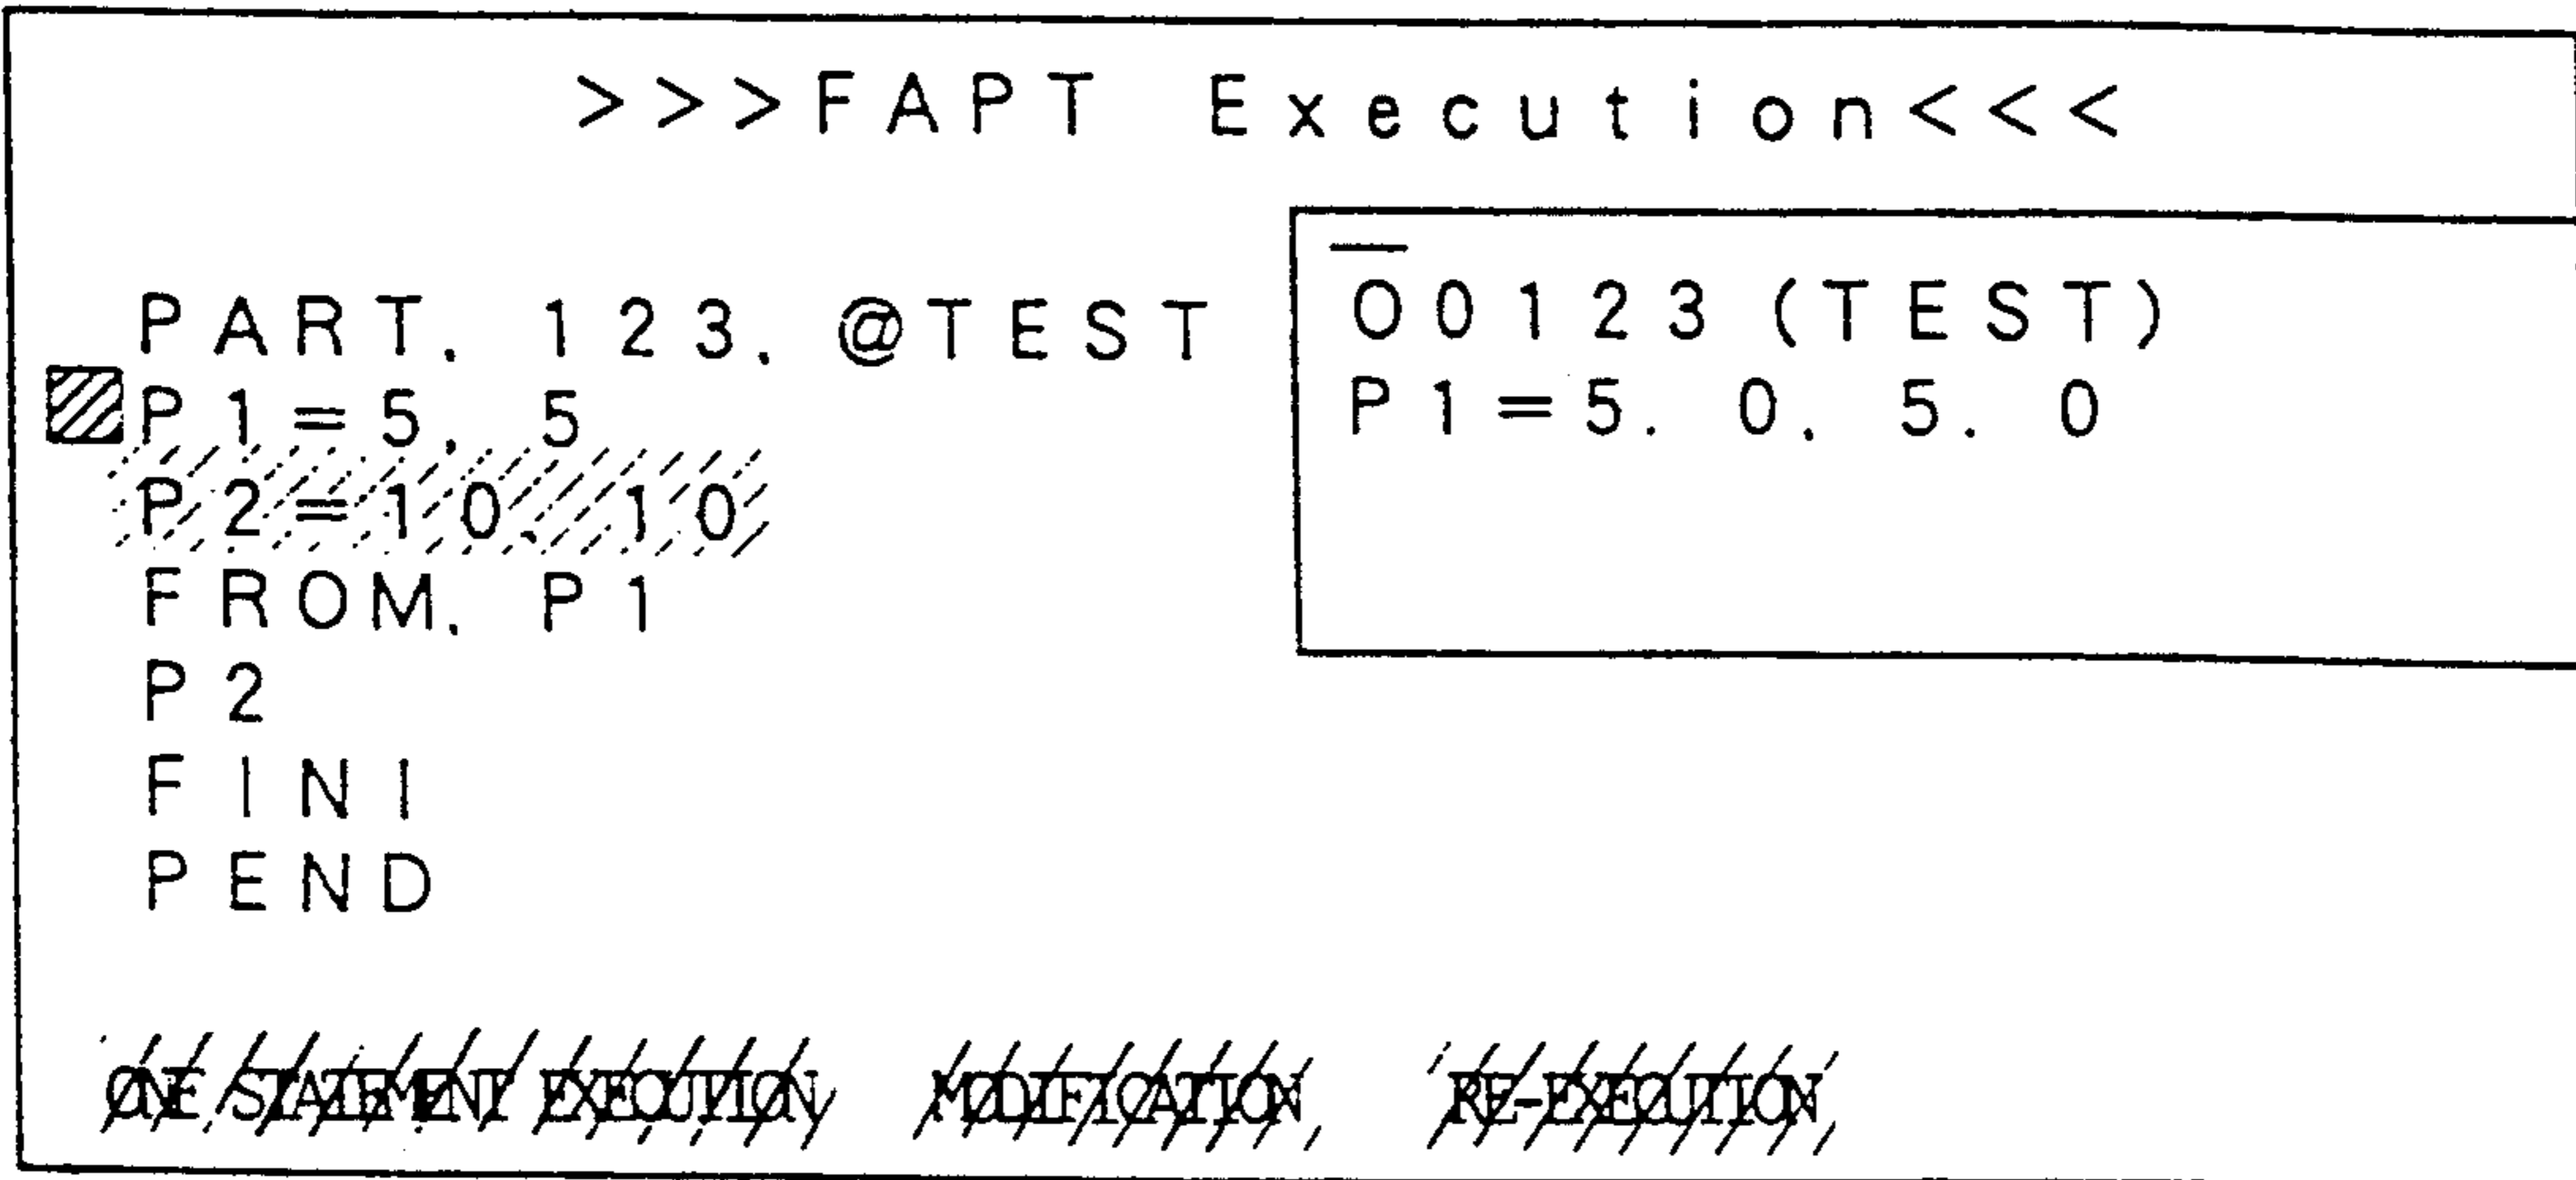 >>>FAPT Execution<<<
PART, 123, @TEST
P1=5, 5
P2=10, 10
FROM, P1
P2
FINI
PEND
O0123(TEST)
P1=5. 0, 5. 0
ONE STATEMENT EXECUTION MODIFICATION RE-EXECUTION